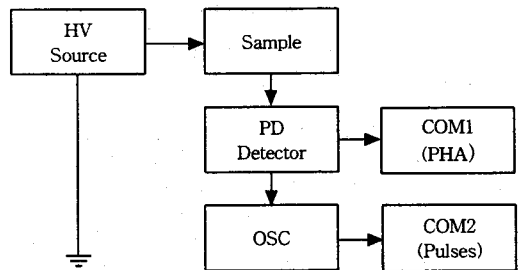 HV
Source
Sample
PD
Detector
COM1
(PHA)
OSC
COM2
(Pulses)